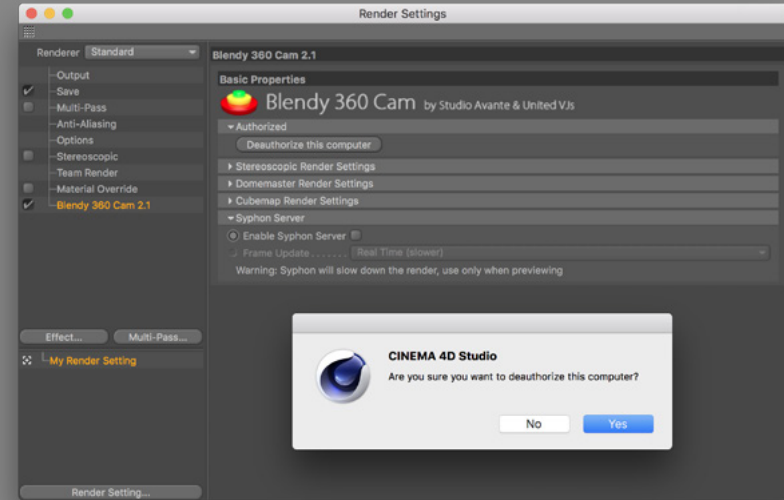 Render Settings
Renderer Standard
Output
Save
Multi-Pass
Anti-Aliasing
Options
Stereoscopic
Team Render
Material Override
Blendy 360 Cam 2.1
Effect...
Multi-Pass...
My Render Setting
Render Setting...
Blendy 360 Cam 2.1
Basic Properties
Blendy 360 Cam by Studio Avante & United VJs
Authorized
Deauthorize this computer
Stereoscopic Render Settings
Domemaster Render Settings
Cubemap Render Settings
Syphon Server
Enable Syphon Server
Frame Update . . . . . . . Real Time (slower)
Warning: Syphon will slow down the render, use only when previewing
CINEMA 4D Studio
Are you sure you want to deauthorize this computer?
No
Yes